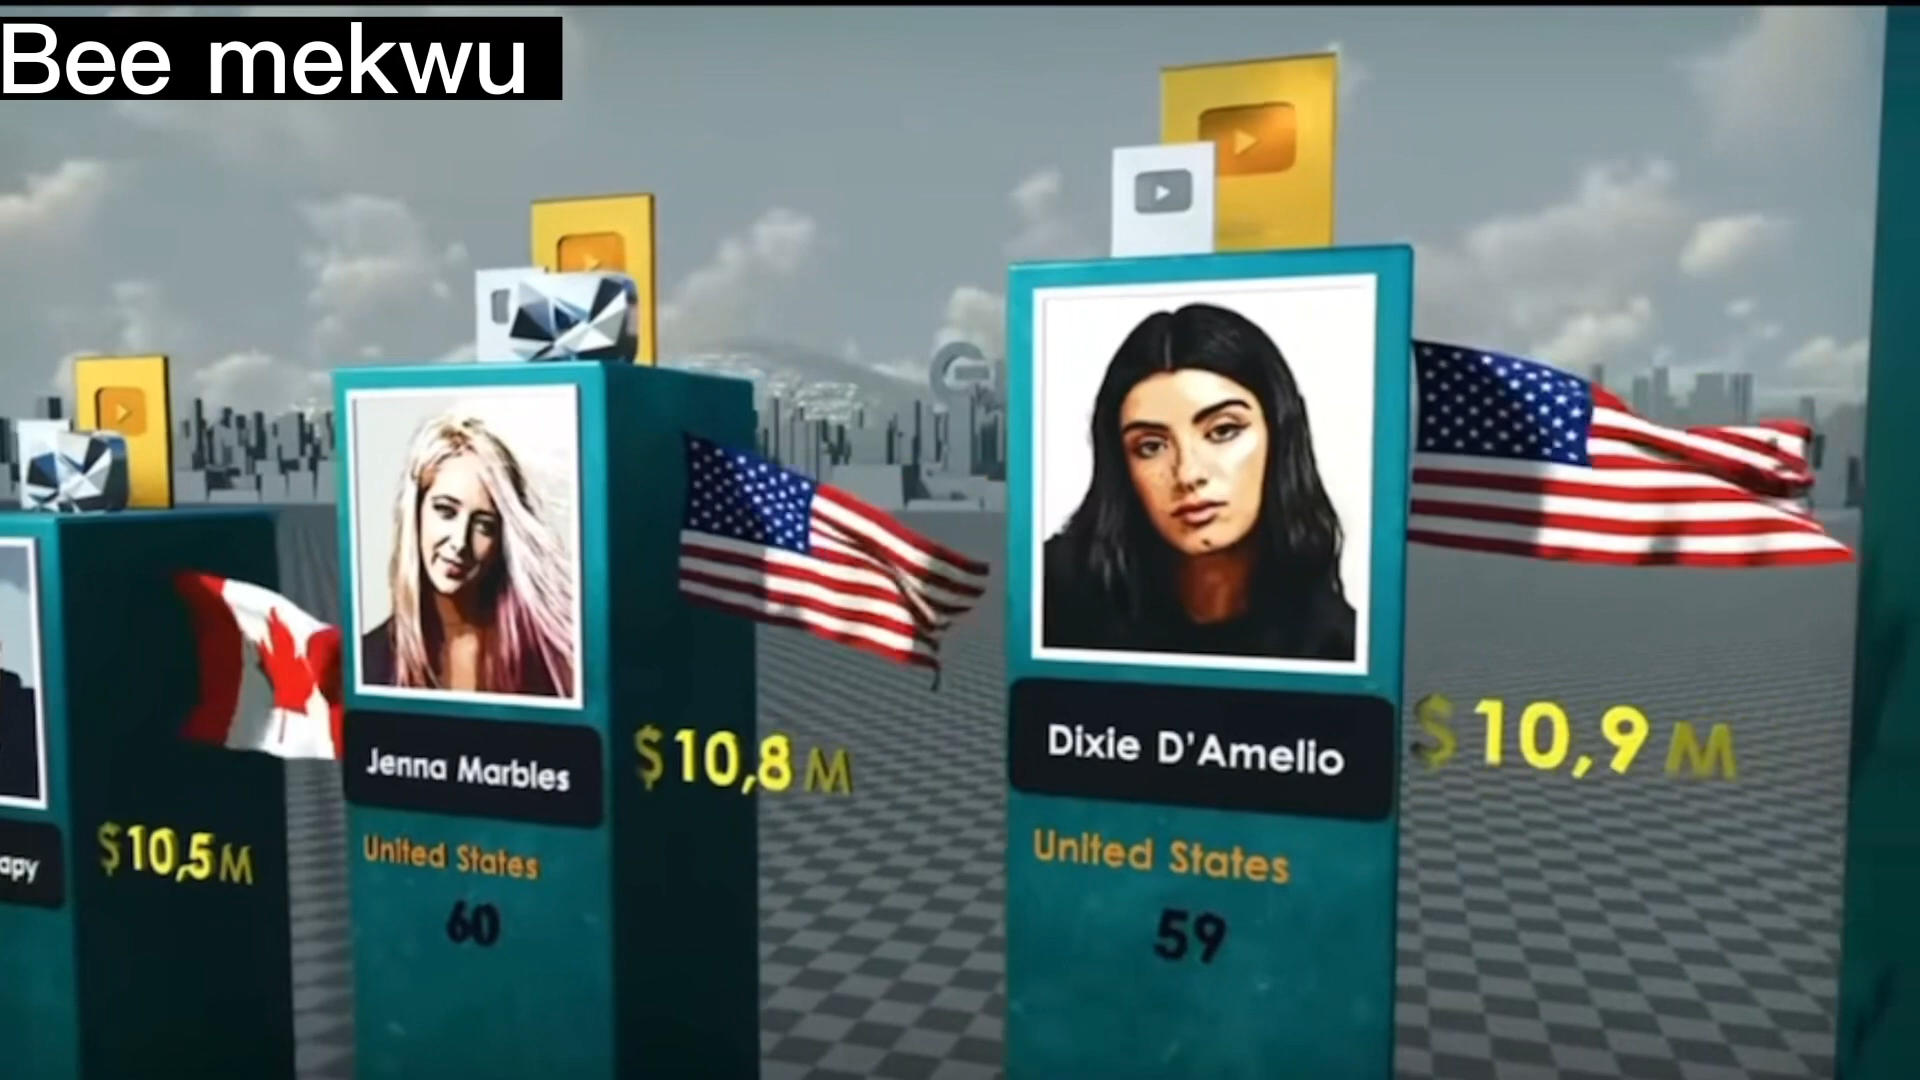 Bee mekwu
apy
$10,5M
Jenna Marbles
$10,8M
United States
60
Dixie D'Amelio
$10,9M
United States
59